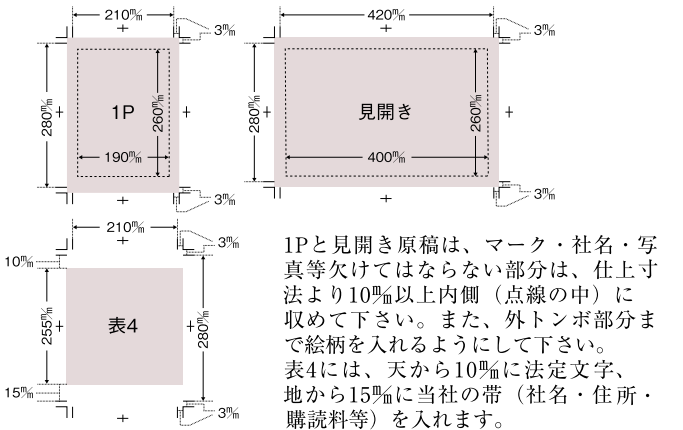 210㎜
3㎜
280㎜
1P
260㎜
190㎜
3㎜
420㎜
3㎜
280㎜
見開き
260㎜
400㎜
3㎜
210㎜
3㎜
10㎜
255㎜
表4
280㎜
15㎜
3㎜
1Pと見開き原稿は、マーク・社名・写
真等欠けてはならない部分は、仕上寸
法より10㎜以上内側（点線の中）に
収めて下さい。また、外トンボ部分ま
で絵柄を入れるようにして下さい。
表4には、天から10㎜に法定文字、
地から15㎜に当社の帯（社名・住所・
購読料等）を入れます。